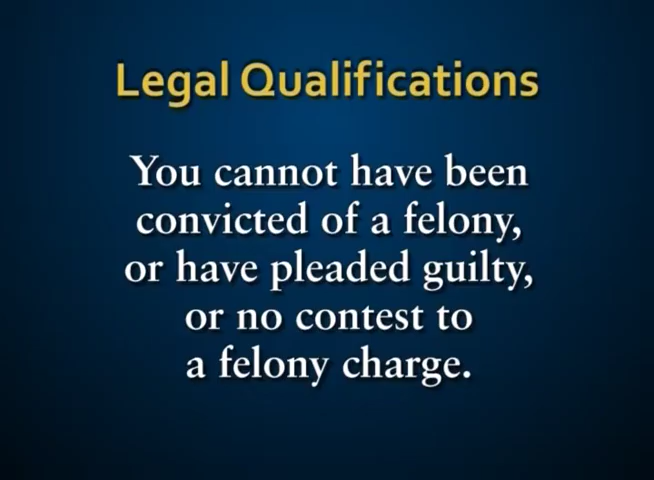 Legal Qualifications
You cannot have been
convicted of a felony,
or have pleaded guilty,
or no contest to
a felony charge.